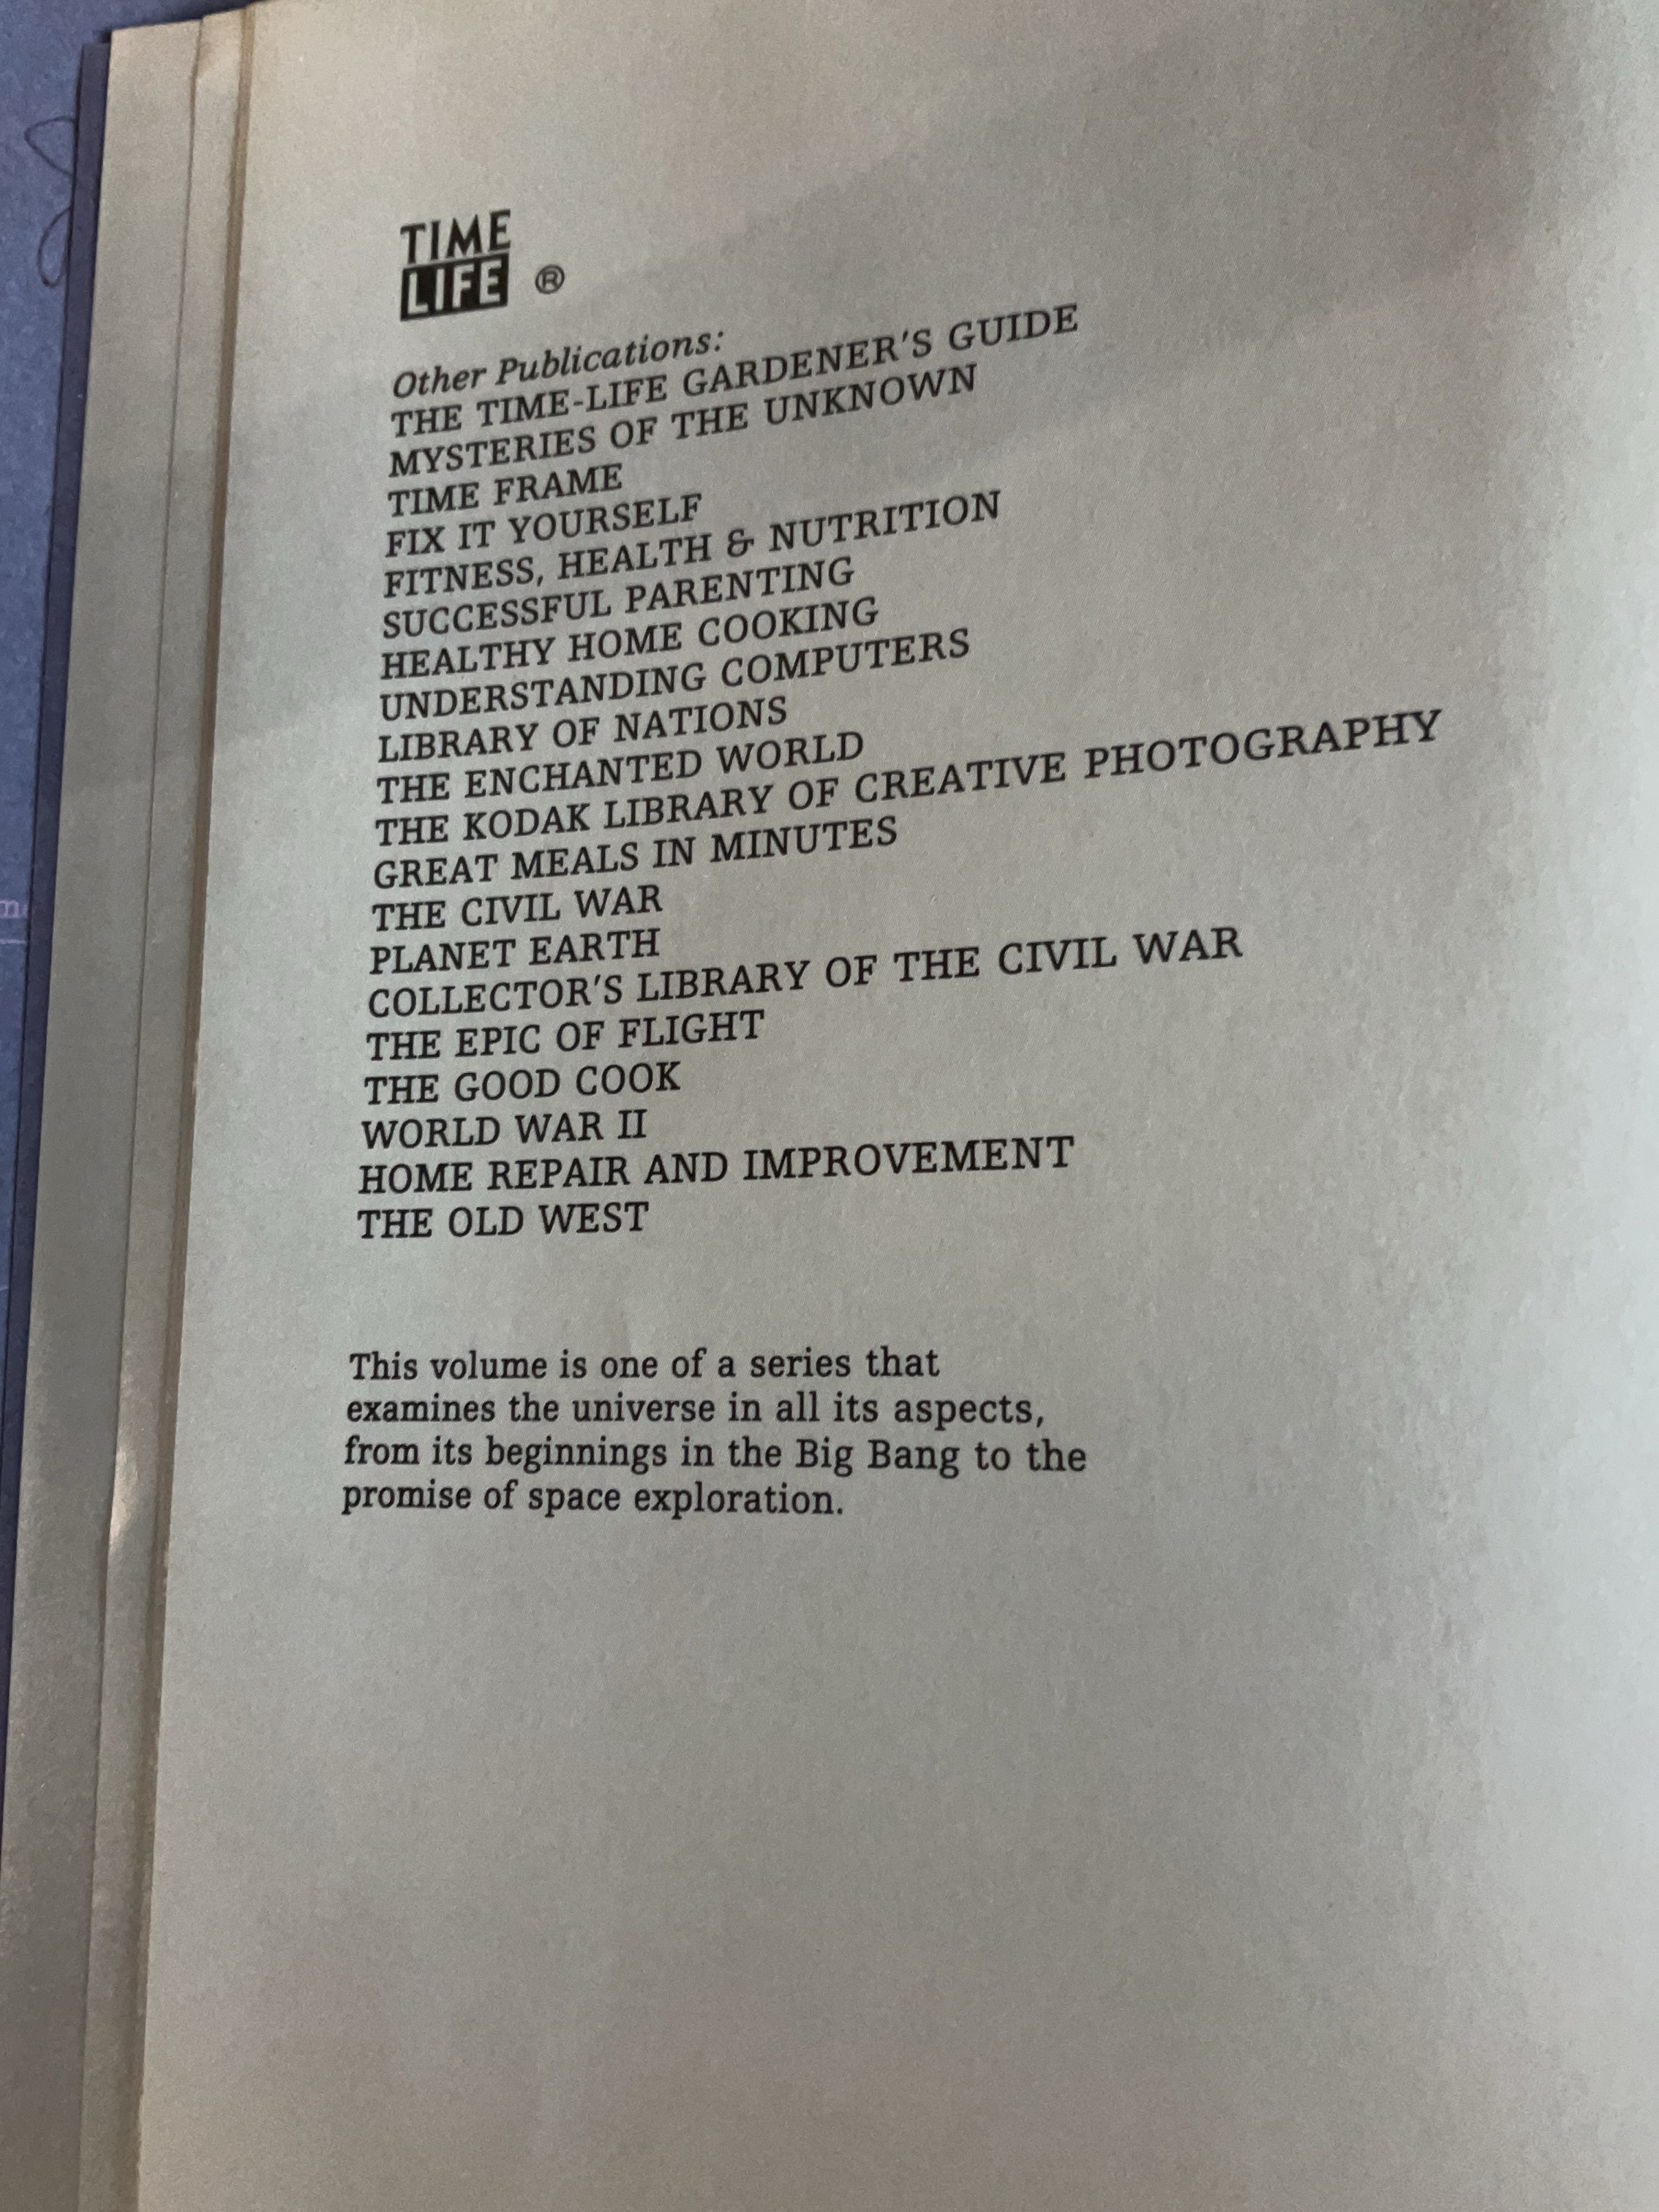 TIME
LIFE ®
Other Publications:
THE TIME-LIFE GARDENER'S GUIDE
MYSTERIES OF THE UNKNOWN
TIME FRAME
FIX IT YOURSELF
FITNESS, HEALTH & NUTRITION
SUCCESSFUL PARENTING
HEALTHY HOME COOKING
UNDERSTANDING COMPUTERS
LIBRARY OF NATIONS
THE ENCHANTED WORLD
THE KODAK LIBRARY OF CREATIVE PHOTOGRAPHY
GREAT MEALS IN MINUTES
THE CIVIL WAR
PLANET EARTH
COLLECTOR'S LIBRARY OF THE CIVIL WAR
THE EPIC OF FLIGHT
THE GOOD COOK
WORLD WAR II
HOME REPAIR AND IMPROVEMENT
THE OLD WEST
This volume is one of a series that
examines the universe in all its aspects,
from its beginnings in the Big Bang to the
promise of space exploration.